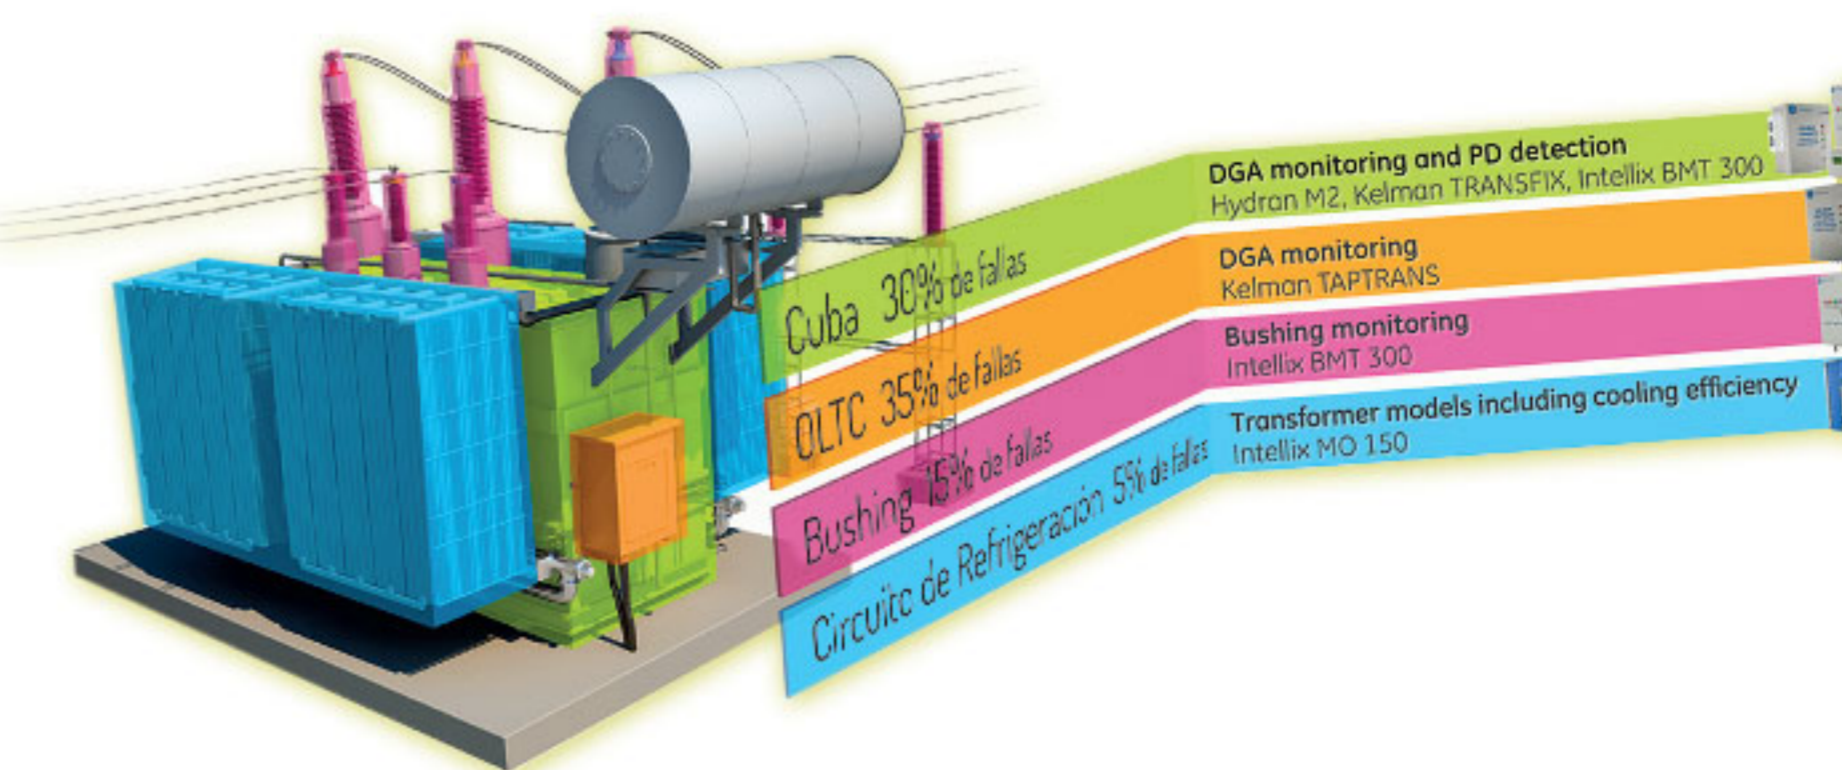 Cuba 30% de fallas
DGA monitoring and PD detection
Hydran M2, Kelman TRANSFIX, Intellix BMT 300
OLTC 35% de fallas
DGA monitoring
Kelman TAPTRANS
Bushing 15% de fallas
Bushing monitoring
Intellix BMT 300
Circuito de Refrigeración 5% de fallas
Transformer models including cooling efficiency
Intellix MO 150